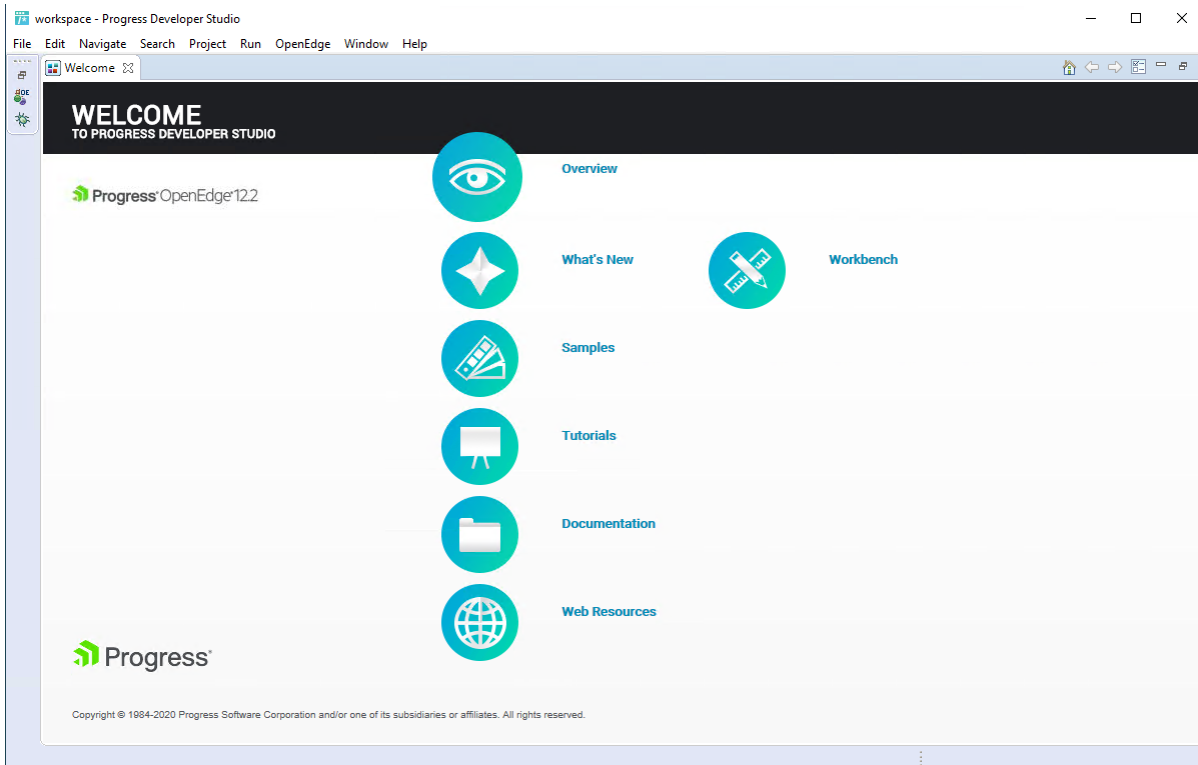 workspace - Progress Developer Studio
File Edit Navigate Search Project Run OpenEdge Window Help
Welcome
OE
WELCOME
TO PROGRESS DEVELOPER STUDIO
Progress® OpenEdge® 12.2
Overview
What's New
Workbench
Samples
Tutorials
Documentation
Web Resources
Progress®
Copyright © 1984-2020 Progress Software Corporation and/or one of its subsidiaries or affiliates. All rights reserved.